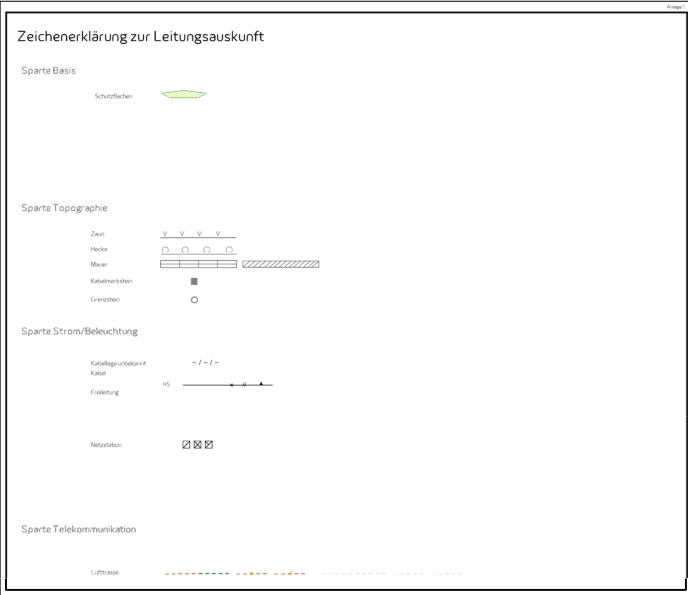 Anlage 1
Zeichenerklärung zur Leitungsauskunft
Sparte Basis
Schutzflächen
Sparte Topographie
Zaun
Hecke
Mauer
Kabelmerkstein
Grenzstein
Sparte Strom/Beleuchtung
Kabellage unbekannt ~ / ~ / ~
Kabel
HS
Freileitung
Netzstation
Sparte Telekommunikation
Lufttrasse